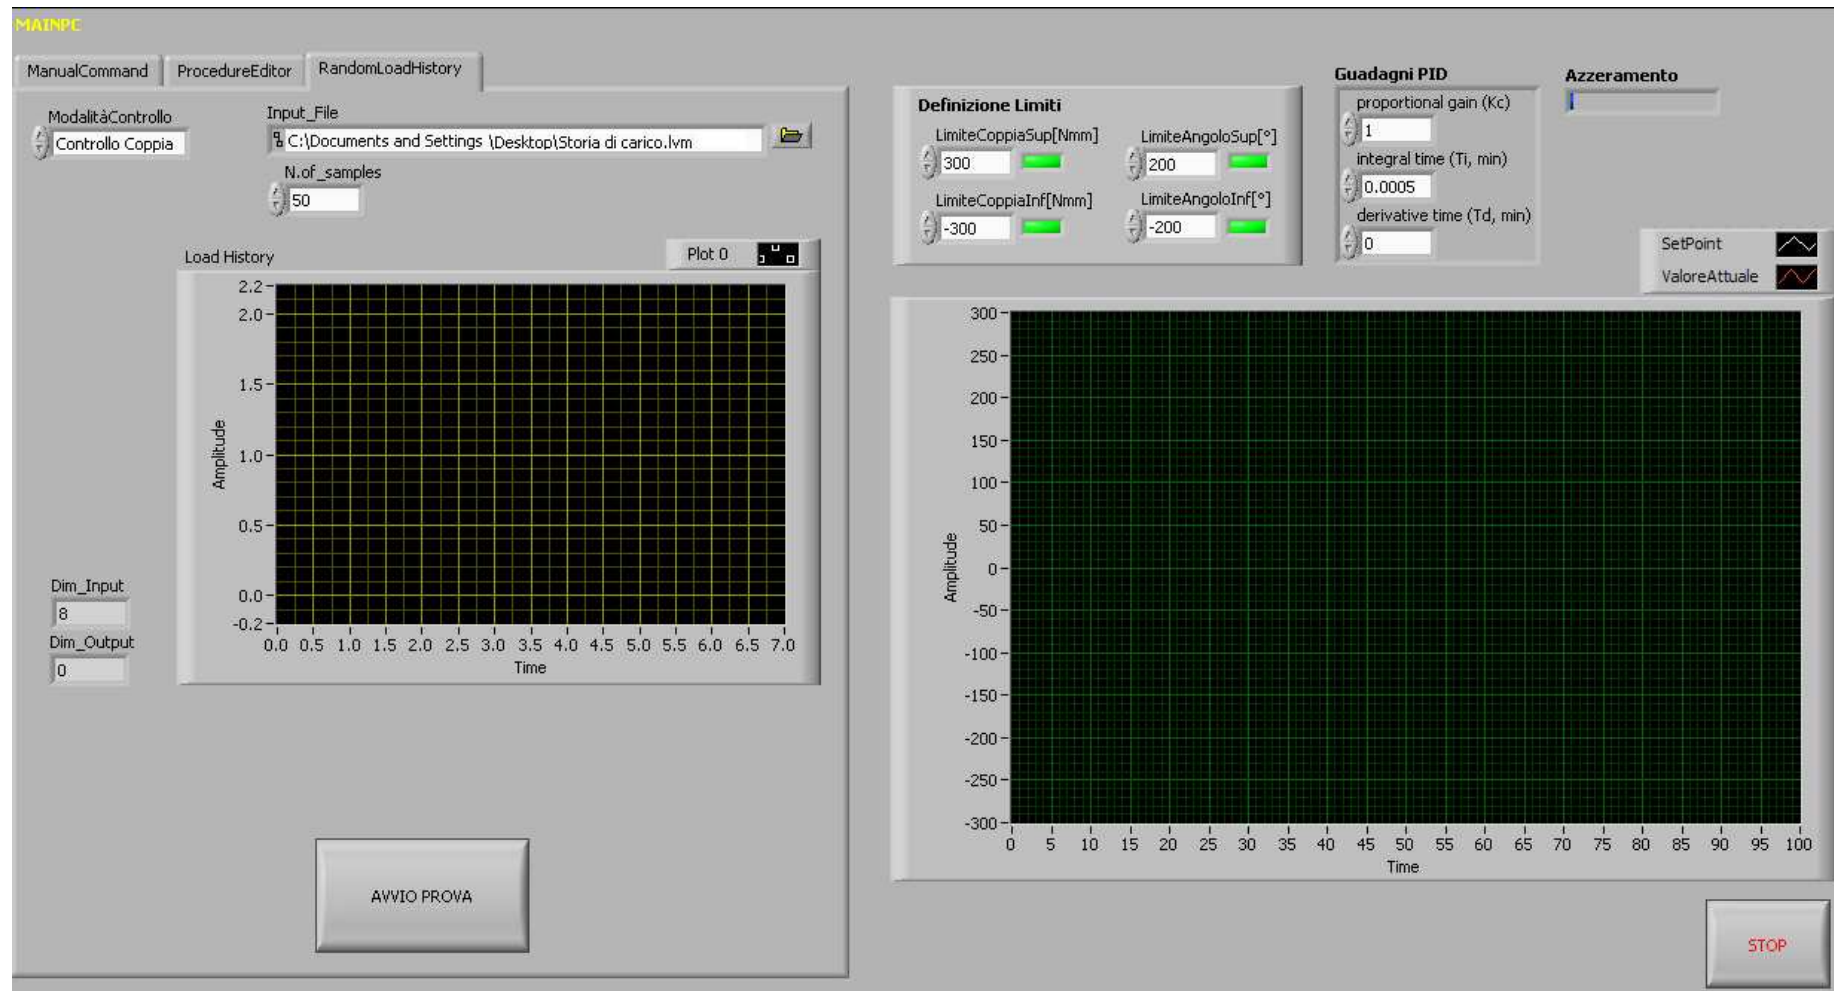 MAINPC
ManualCommand ProcedureEditor RandomLoadHistory
ModalitàControllo
Controllo Coppia
Input_File
C:\Documents and Settings \Desktop\Storia di carico.lvm
N.of_samples
50
Load History
Plot 0
2.2
2.0
1.5
1.0
0.5
0.0
-0.2
Amplitude
0.0 0.5 1.0 1.5 2.0 2.5 3.0 3.5 4.0 4.5 5.0 5.5 6.0 6.5 7.0
Time
Dim_Input
8
Dim_Output
0
AVVIO PROVA
Definizione Limiti
LimiteCoppiaSup[Nmm] LimiteAngoloSup[°]
300 200
LimiteCoppiaInf[Nmm] LimiteAngoloInf[°]
-300 -200
Guadagni PID
proportional gain (Kc)
1
integral time (Ti, min)
0.0005
derivative time (Td, min)
0
Azzeramento
SetPoint
ValoreAttuale
300
250
200
150
100
50
0
-50
-100
-150
-200
-250
-300
Amplitude
0 5 10 15 20 25 30 35 40 45 50 55 60 65 70 75 80 85 90 95 100
Time
STOP